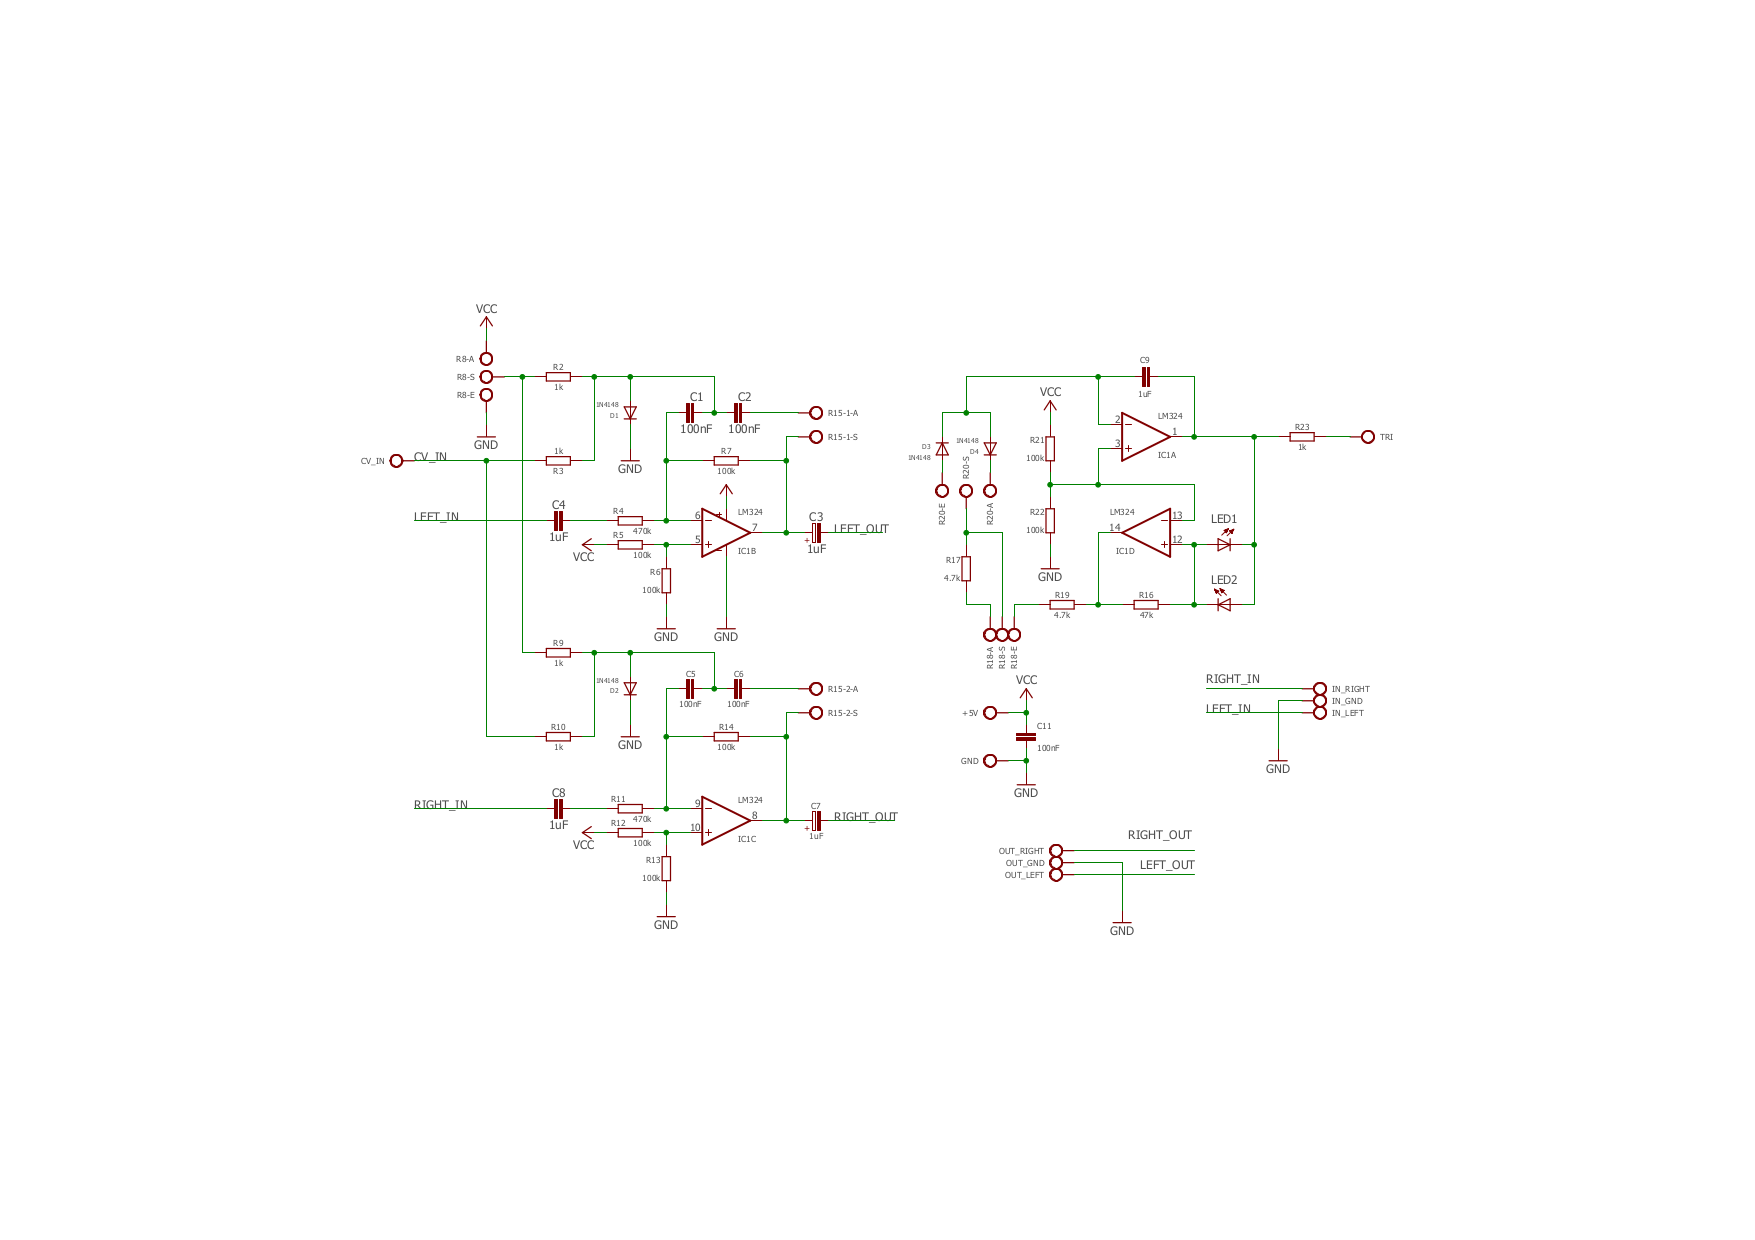 VCC
R8-A
R8-S
R8-E
GND
R2
1k
1N4148
D1
GND
1k
R3
CV_IN
CV_IN
C1
100nF
C2
100nF
R15-1-A
R15-1-S
R7
100k
LEFT_IN
C4
1uF
R4
470k
R5
100k
VCC
R6
100k
GND
6
5
7
LM324
IC1B
GND
C3
+
1uF
LEFT_OUT
R9
1k
1N4148
D2
GND
R10
1k
C5
100nF
C6
100nF
R15-2-A
R15-2-S
R14
100k
RIGHT_IN
C8
1uF
R11
470k
R12
100k
VCC
R13
100k
GND
9
10
8
LM324
IC1C
C7
+
1uF
RIGHT_OUT
C9
1uF
VCC
R21
100k
R22
100k
GND
2
3
1
LM324
IC1A
R23
1k
TRI
D3
1N4148
1N4148
D4
R20-E
R20-S
R20-A
LM324
14
13
12
IC1D
LED1
LED2
R17
4.7k
R19
4.7k
R16
47k
R18-A
R18-S
R18-E
VCC
+5V
C11
100nF
GND
GND
RIGHT_IN
LEFT_IN
IN_RIGHT
IN_GND
IN_LEFT
GND
RIGHT_OUT
OUT_RIGHT
OUT_GND
OUT_LEFT
LEFT_OUT
GND